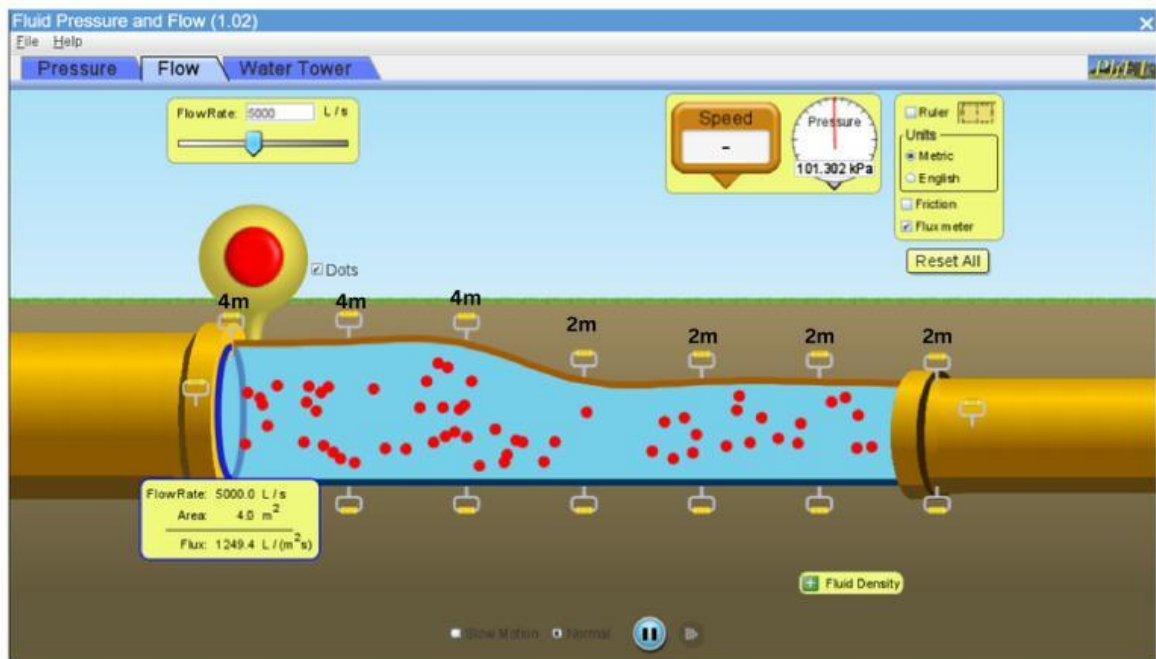 Fluid Pressure and Flow (1.02)
File Help
Pressure Flow Water Tower
FlowRate: 5000 L / s
Speed
-
Pressure
101.302 kPa
Ruler
Units
Metric
English
Friction
Flux meter
Reset All
Dots
4m 4m 4m 2m 2m 2m 2m
FlowRate: 5000.0 L / s
Area: 4.0 m²
Flux: 1249.4 L / (m²s)
Fluid Density
Slow Motion Normal